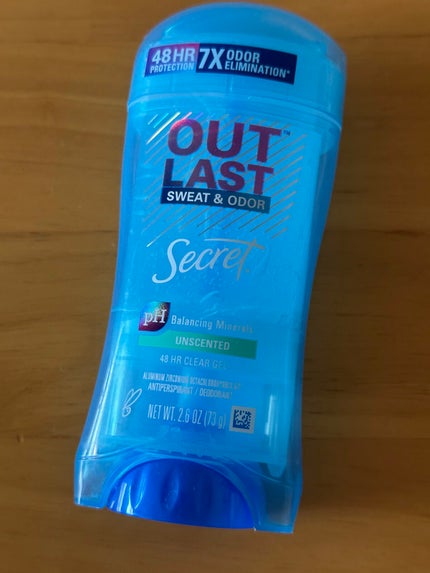 48HR 7X ODOR
PROTECTION ELIMINATION*
OUT™
LAST
SWEAT & ODOR
Secret
pH Balancing Minerals
UNSCENTED
48 HR CLEAR GEL
ALUMINUM ZIRCONIUM OCTACHLOROHYDREX GLY
ANTIPERSPIRANT / DEODORANT
NET WT. 2.6 OZ (73 g)